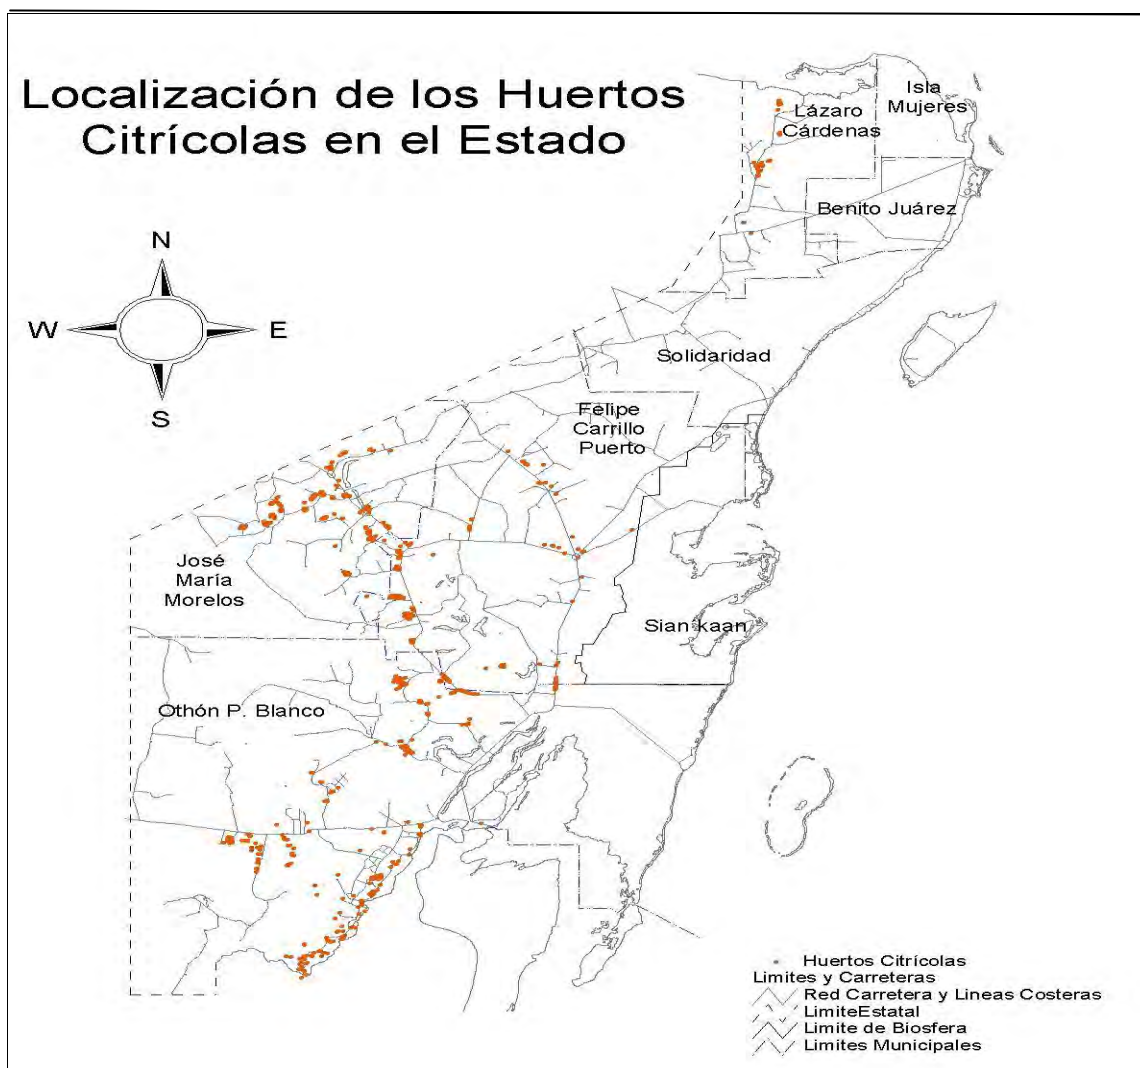 Localización de los Huertos
Citrícolas en el Estado
N
W
E
S
Isla
Mujeres
Lázaro
Cárdenas
Benito Juárez
Solidaridad
Felipe
Carrillo
Puerto
José
María
Morelos
Sian kaan
Othón P. Blanco
Huertos Citrícolas
Limites y Carreteras
Red Carretera y Lineas Costeras
LimiteEstatal
Limite de Biosfera
Limites Municipales